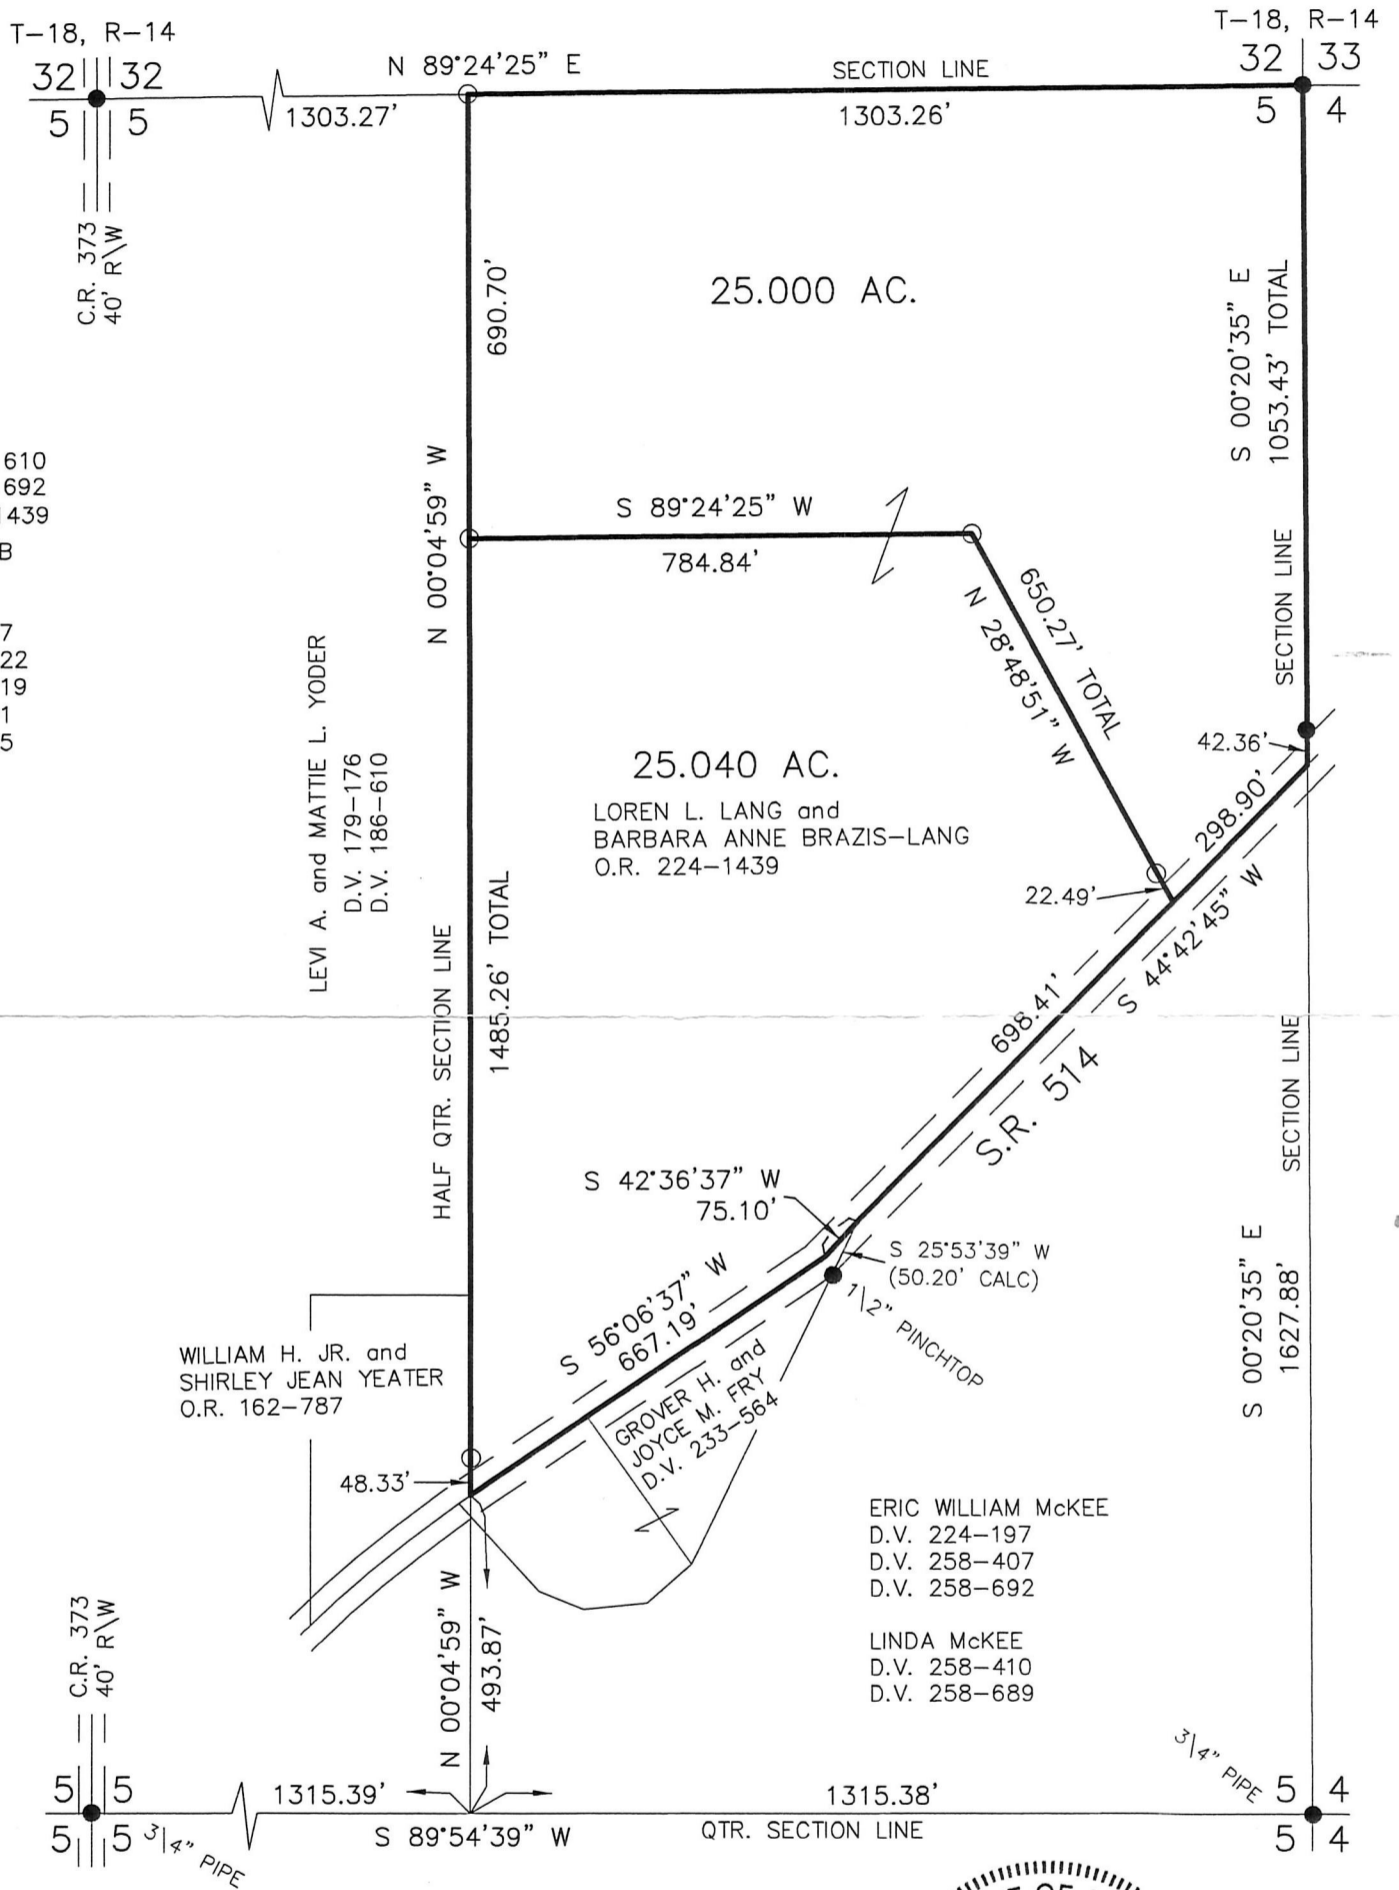 T-18, R-14
32 32
5 5
N 89°24'25" E
1303.27'
SECTION LINE
1303.26'
T-18, R-14
32 33
5 4
C.R. 373
40' R\W
690.70'
25.000 AC.
S 00°20'35" E
1053.43' TOTAL
610
692
1439
B
7
22
19
1
5
N 00°04'59" W
S 89°24'25" W
784.84'
650.27' TOTAL
N 28°48'51" W
SECTION LINE
42.36'
LEVI A. and MATTIE L. YODER
D.V. 179-176
D.V. 186-610
25.040 AC.
LOREN L. LANG and
BARBARA ANNE BRAZIS-LANG
O.R. 224-1439
298.90'
22.49'
S 44°42'45" W
HALF QTR. SECTION LINE
1485.26' TOTAL
698.41'
S.R. 514
SECTION LINE
S 42°36'37" W
75.10'
S 25°53'39" W
(50.20' CALC)
1\2" PINCHTOP
S 56°06'37" W
667.19'
S 00°20'35" E
1627.88'
WILLIAM H. JR. and
SHIRLEY JEAN YEATER
O.R. 162-787
GROVER H. and
JOYCE M. FRY
D.V. 233-564
48.33'
ERIC WILLIAM McKEE
D.V. 224-197
D.V. 258-407
D.V. 258-692
LINDA McKEE
D.V. 258-410
D.V. 258-689
C.R. 373
40' R\W
N 00°04'59" W
493.87'
5 5
5 5
3\4" PIPE
1315.39'
S 89°54'39" W
1315.38'
QTR. SECTION LINE
3\4" PIPE
5 4
5 4